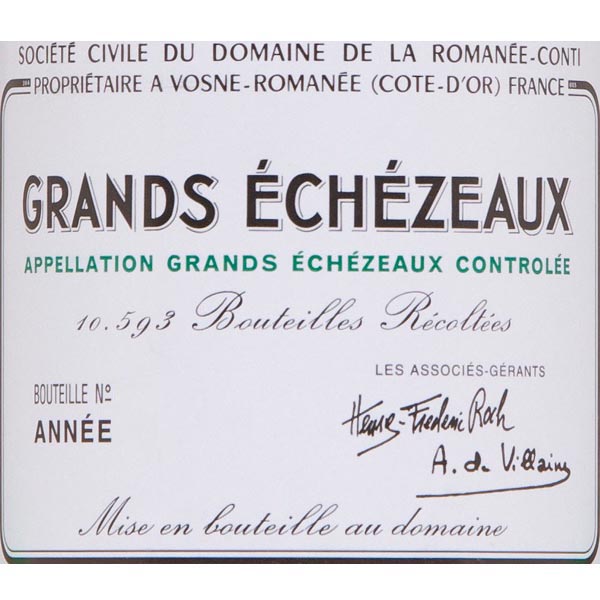 SOCIÉTÉ CIVILE DU DOMAINE DE LA ROMANÉE-CONTI
PROPRIÉTAIRE A VOSNE-ROMANÉE (COTE-D'OR) FRANCE
GRANDS ÉCHÉZEAUX
APPELLATION GRANDS ÉCHÉZEAUX CONTROLÉE
10.593 Bouteilles Récoltées
LES ASSOCIÉS-GÉRANTS
BOUTEILLE Nº
ANNÉE
Henry-Frédéric Roch
A. de Villaine
Mise en bouteille au domaine